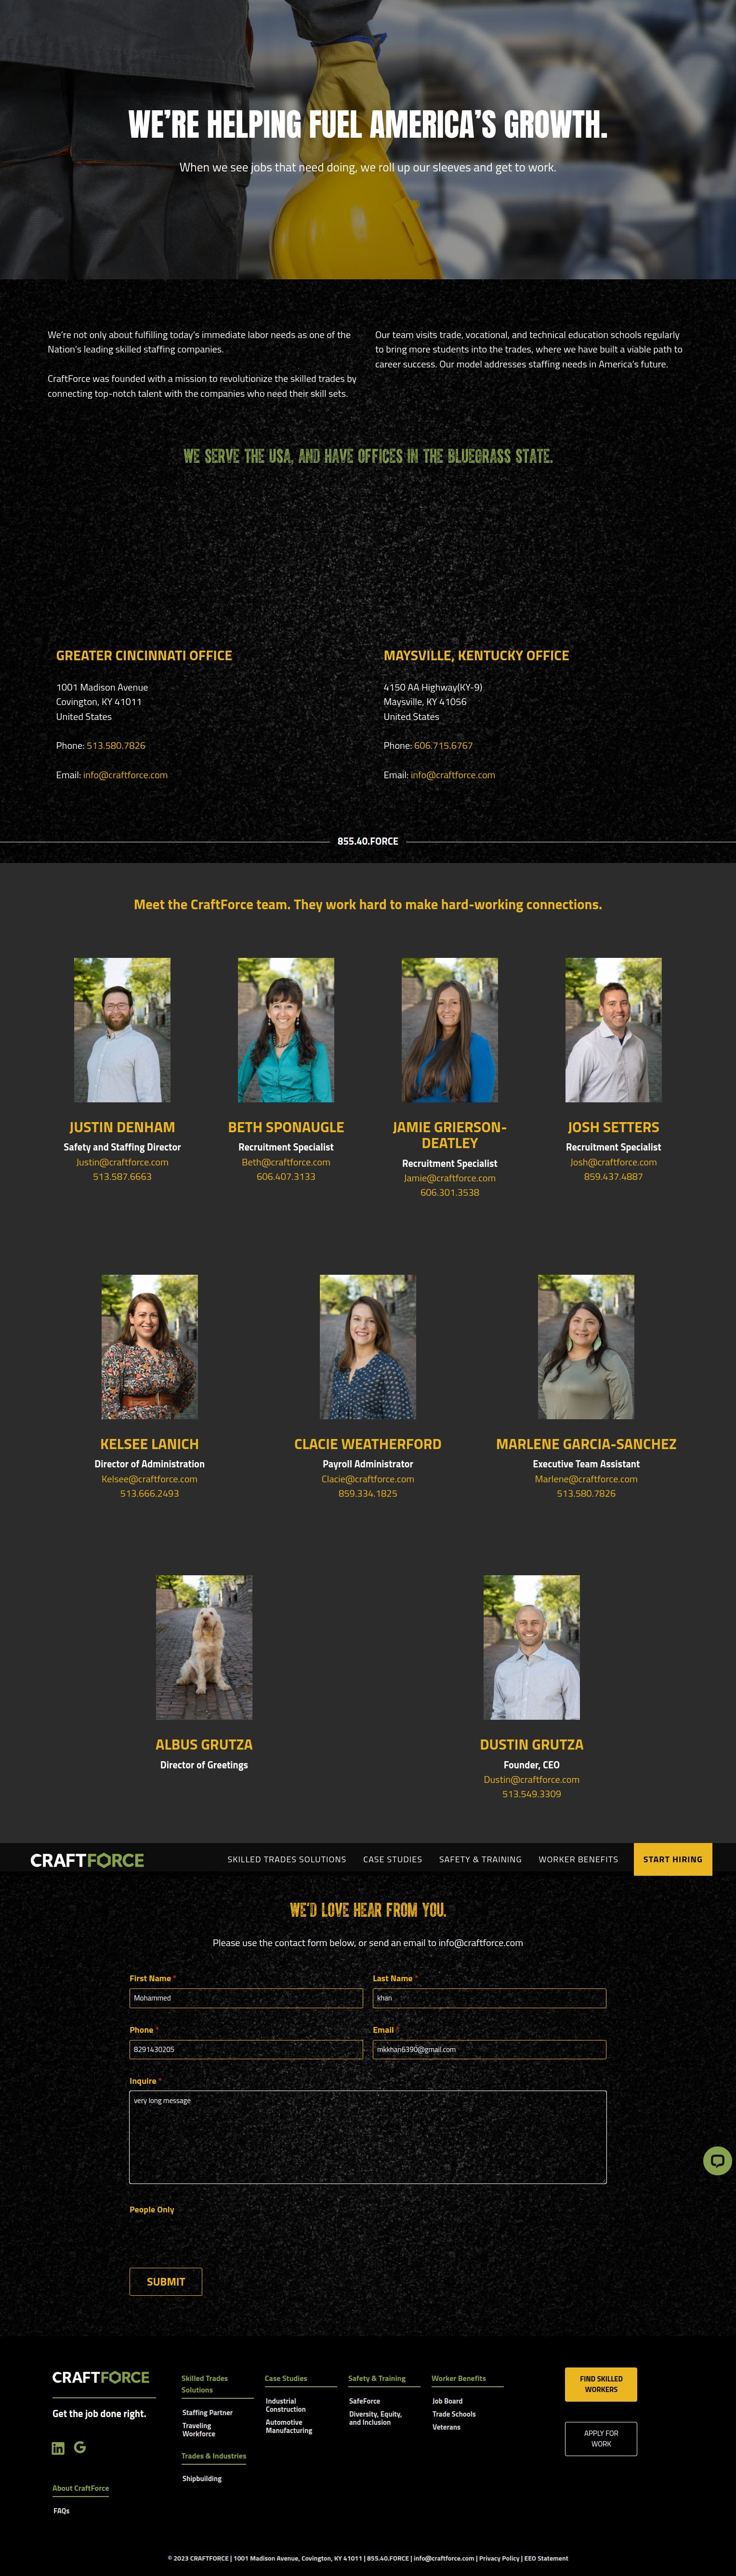 WE'RE HELPING FUEL AMERICA'S GROWTH.
When we see jobs that need doing, we roll up our sleeves and get to work.
We're not only about fulfilling today's immediate labor needs as one of the
Nation's leading skilled staffing companies.
CraftForce was founded with a mission to revolutionize the skilled trades by
connecting top-notch talent with the companies who need their skill sets.
Our team visits trade, vocational, and technical education schools regularly
to bring more students into the trades, where we have built a viable path to
career success. Our model addresses staffing needs in America's future.
WE SERVE THE USA, AND HAVE OFFICES IN THE BLUEGRASS STATE.
GREATER CINCINNATI OFFICE
1001 Madison Avenue
Covington, KY 41011
United States
Phone: 513.580.7826
Email: info@craftforce.com
MAYSVILLE, KENTUCKY OFFICE
4150 AA Highway(KY-9)
Maysville, KY 41056
United States
Phone: 606.715.6767
Email: info@craftforce.com
855.40.FORCE
Meet the CraftForce team. They work hard to make hard-working connections.
JUSTIN DENHAM
Safety and Staffing Director
Justin@craftforce.com
513.587.6663
BETH SPONAUGLE
Recruitment Specialist
Beth@craftforce.com
606.407.3133
JAMIE GRIERSON-
DEATLEY
Recruitment Specialist
Jamie@craftforce.com
606.301.3538
JOSH SETTERS
Recruitment Specialist
Josh@craftforce.com
859.437.4887
KELSEE LANICH
Director of Administration
Kelsee@craftforce.com
513.666.2493
CLACIE WEATHERFORD
Payroll Administrator
Clacie@craftforce.com
859.334.1825
MARLENE GARCIA-SANCHEZ
Executive Team Assistant
Marlene@craftforce.com
513.580.7826
ALBUS GRUTZA
Director of Greetings
DUSTIN GRUTZA
Founder, CEO
Dustin@craftforce.com
513.549.3309
CRAFTFORCE
SKILLED TRADES SOLUTIONS
CASE STUDIES
SAFETY & TRAINING
WORKER BENEFITS
START HIRING
WE'D LOVE HEAR FROM YOU.
Please use the contact form below, or send an email to info@craftforce.com
First Name *
Last Name *
Mohammed
khan
Phone *
Email *
8291430205
mkkhan6390@gmail.com
Inquire *
very long message
People Only
SUBMIT
CRAFTFORCE
Get the job done right.
About CraftForce
FAQs
Skilled Trades
Solutions
Staffing Partner
Traveling
Workforce
Trades & Industries
Shipbuilding
Case Studies
Industrial
Construction
Automotive
Manufacturing
Safety & Training
SafeForce
Diversity, Equity,
and Inclusion
Worker Benefits
Job Board
Trade Schools
Veterans
FIND SKILLED
WORKERS
APPLY FOR
WORK
© 2023 CRAFTFORCE | 1001 Madison Avenue, Covington, KY 41011 | 855.40.FORCE | info@craftforce.com | Privacy Policy | EEO Statement